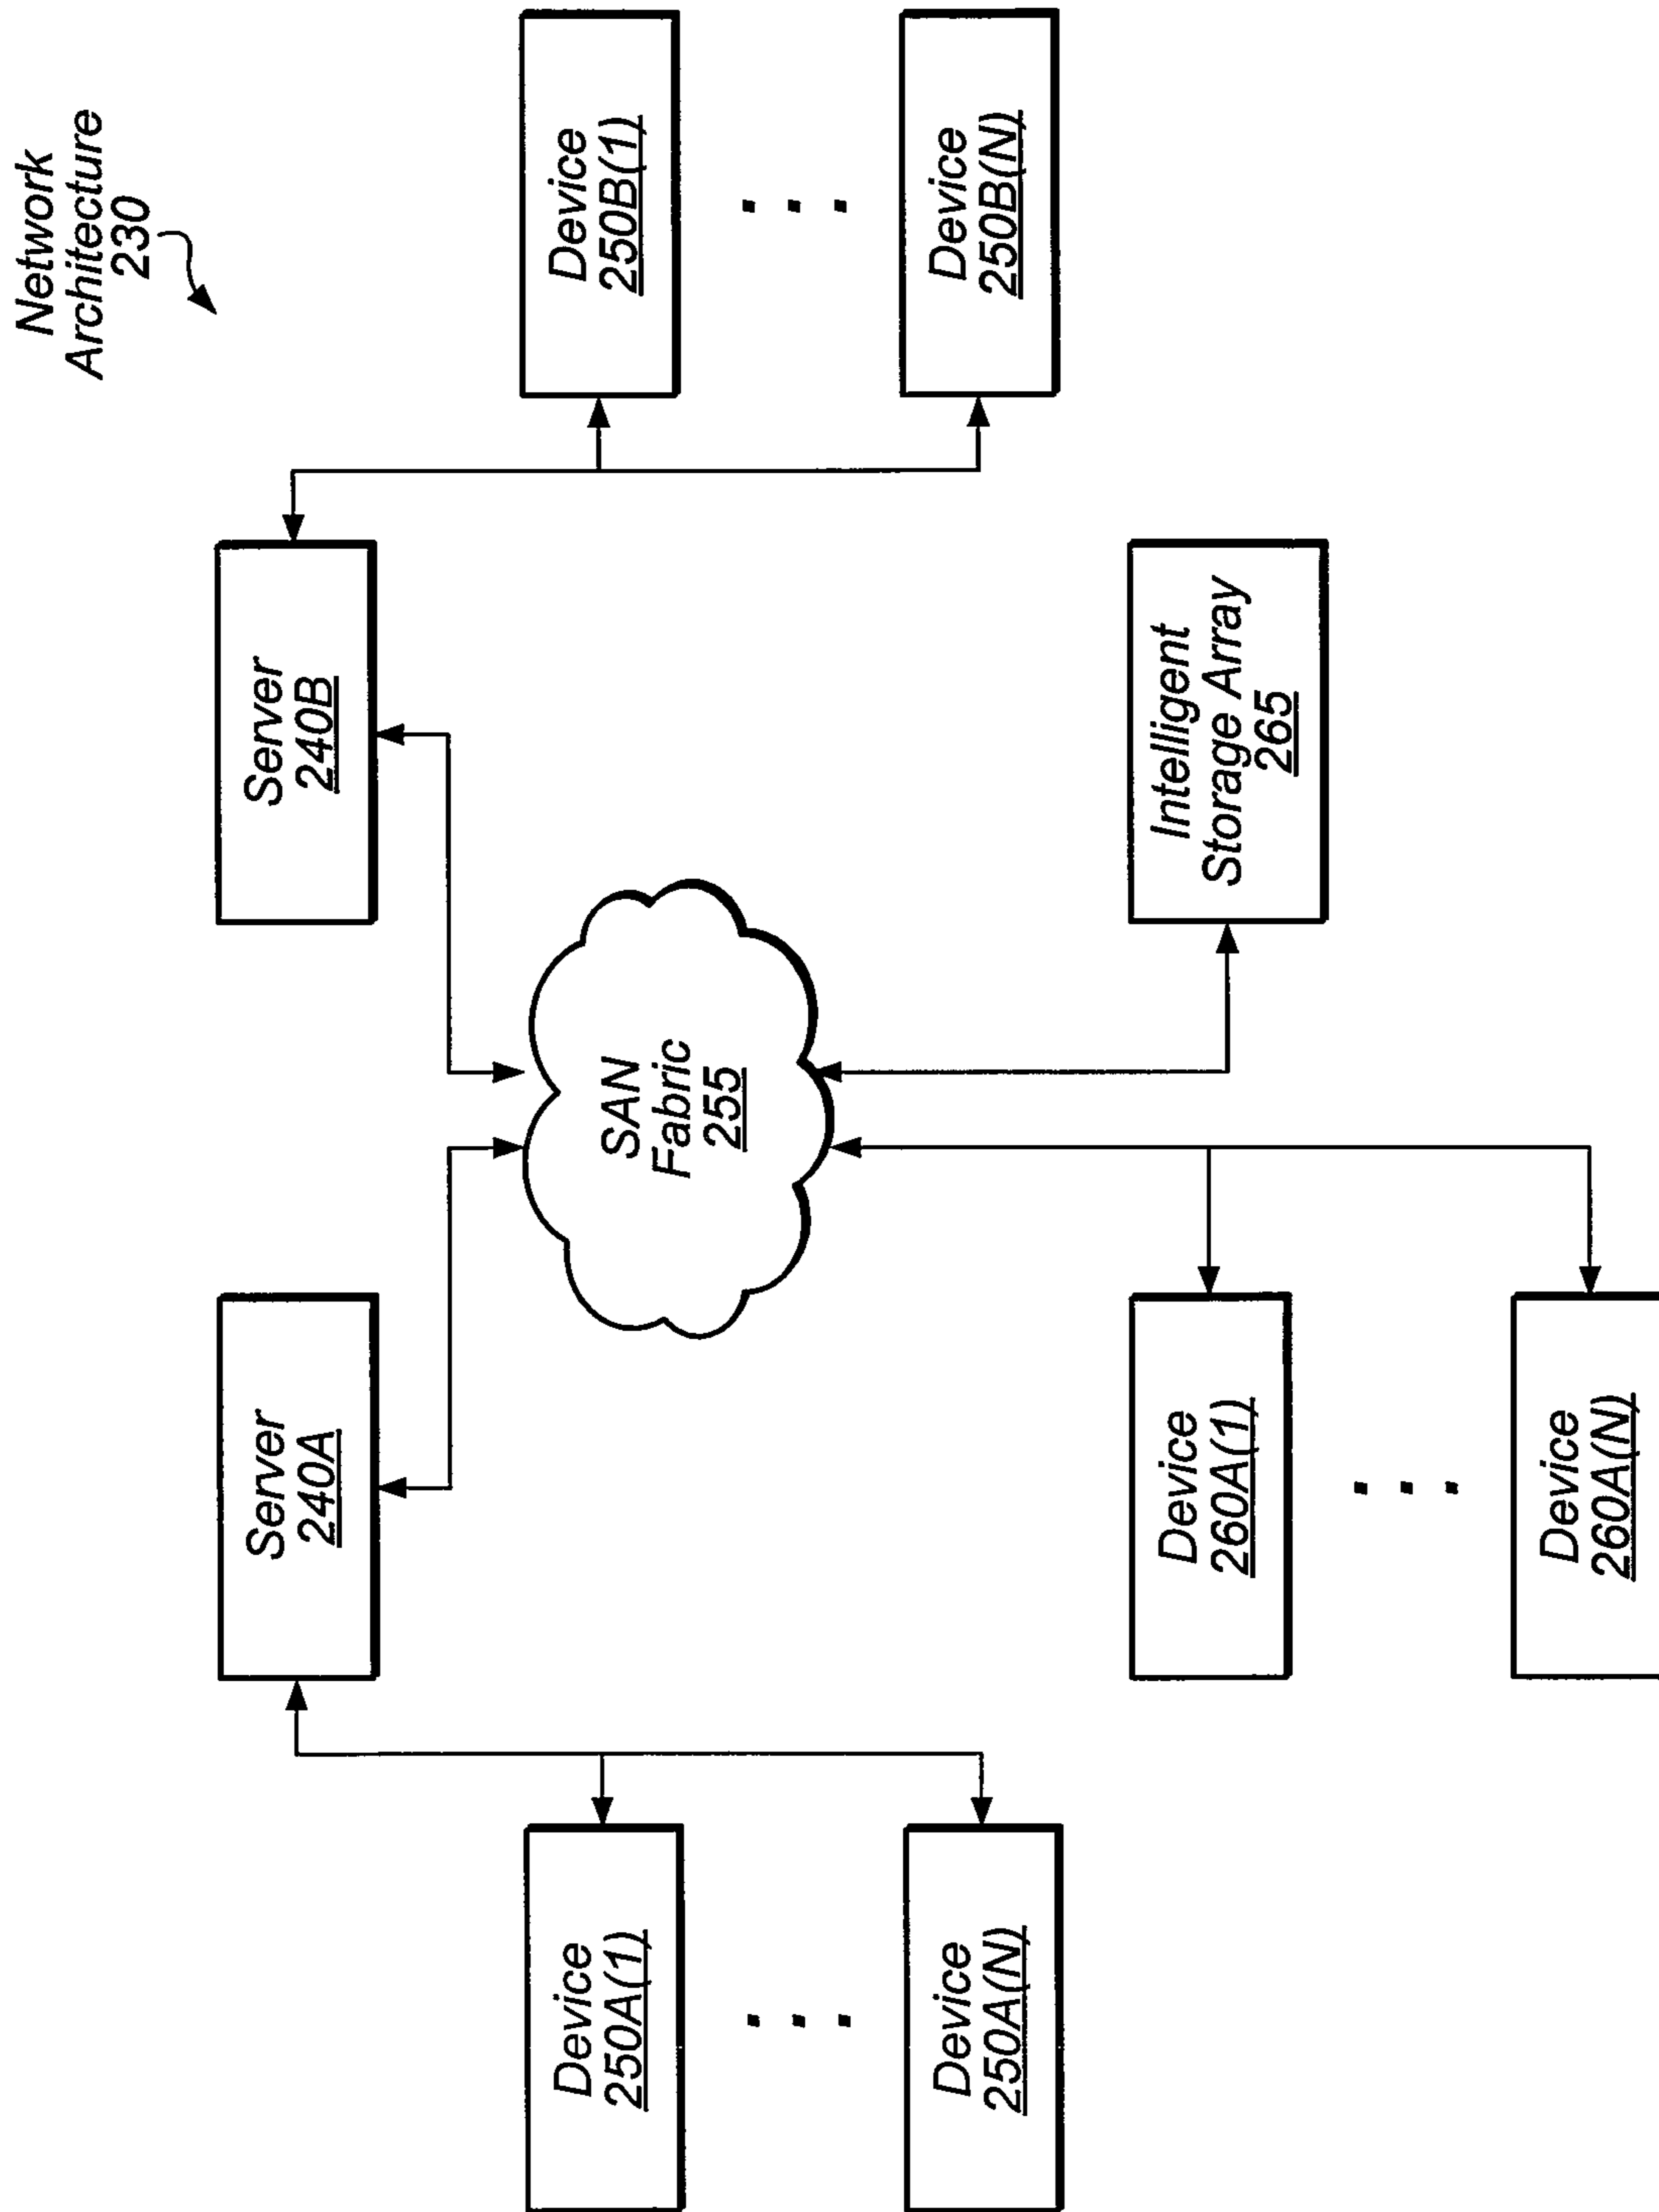 Network
Architecture
230
Server
240A
Server
240B
Device
250A(1)
SAN
Fabric
255
Device
250B(1)
Device
250A(N)
Device
250B(N)
Device
260A(1)
Intelligent
Storage Array
265
Device
260A(N)